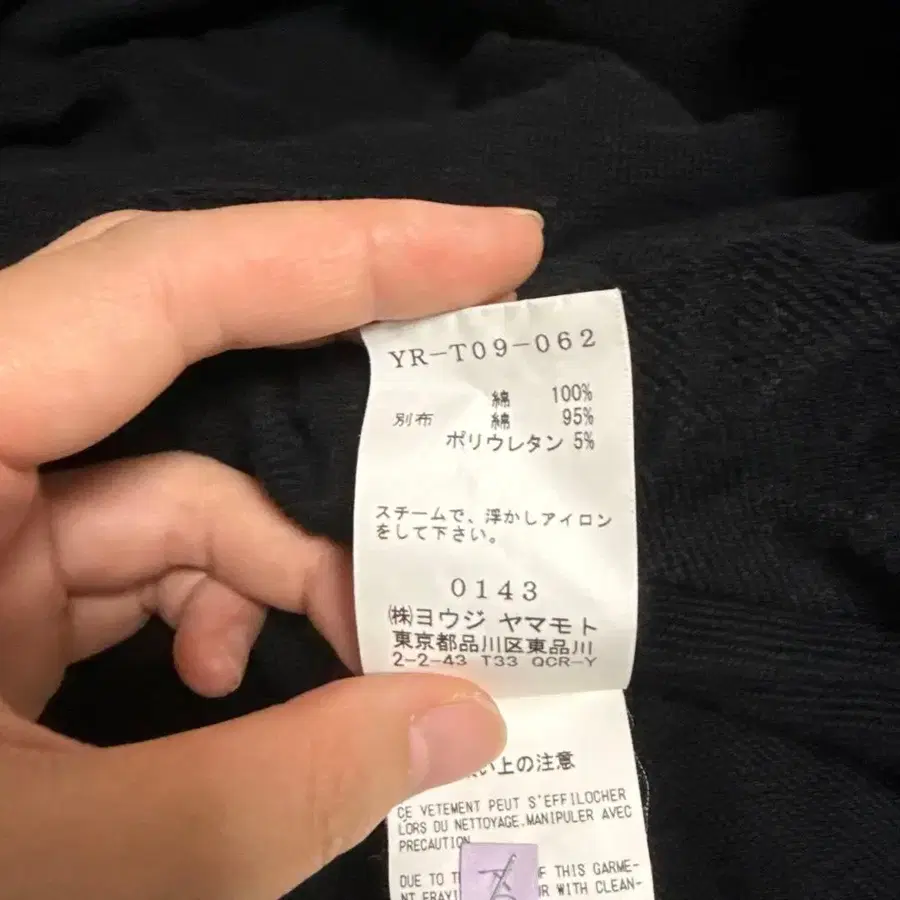 YR-T09-062
綿 100%
別布 綿 95%
ポリウレタン 5%
スチームで、浮かしアイロン
をして下さい。
0143
㈱ヨウジ ヤマモト
東京都品川区東品川
2-2-43 T33 QCR-Y
い上の注意
CE VETEMENT PEUT S'EFFILOCHER
LORS DU NETTOYAGE.MANIPULER AVEC
PRECAUTION
DUE TO OF THIS GARME-
WITH CLEAN-